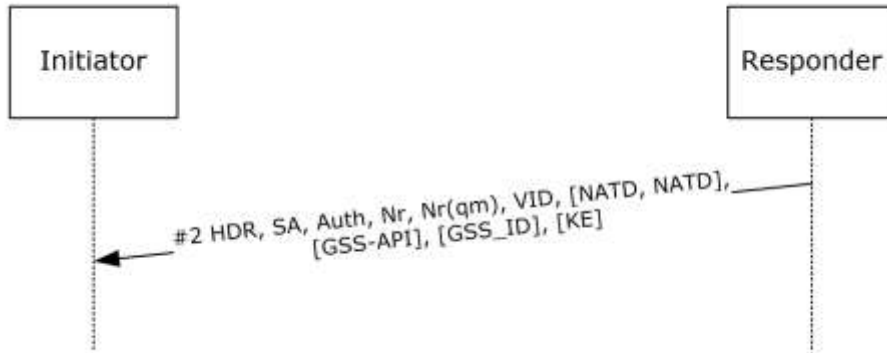 Initiator
Responder
#2 HDR, SA, Auth, Nr, Nr(qm), VID, [NATD, NATD],
[GSS-API], [GSS_ID], [KE]